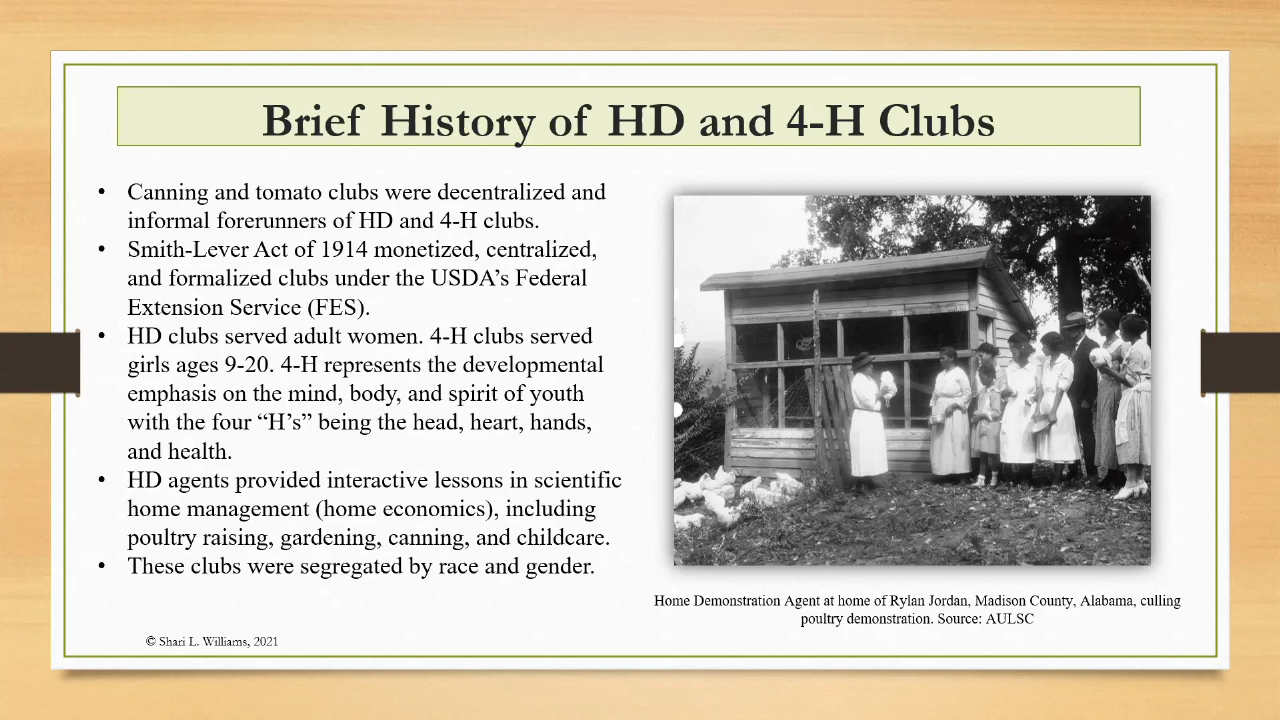 Brief History of HD and 4-H Clubs
• Canning and tomato clubs were decentralized and
informal forerunners of HD and 4-H clubs.
• Smith-Lever Act of 1914 monetized, centralized,
and formalized clubs under the USDA’s Federal
Extension Service (FES).
• HD clubs served adult women. 4-H clubs served
girls ages 9-20. 4-H represents the developmental
emphasis on the mind, body, and spirit of youth
with the four “H’s” being the head, heart, hands,
and health.
• HD agents provided interactive lessons in scientific
home management (home economics), including
poultry raising, gardening, canning, and childcare.
• These clubs were segregated by race and gender.
Home Demonstration Agent at home of Rylan Jordan, Madison County, Alabama, culling
poultry demonstration. Source: AULSC
© Shari L. Williams, 2021